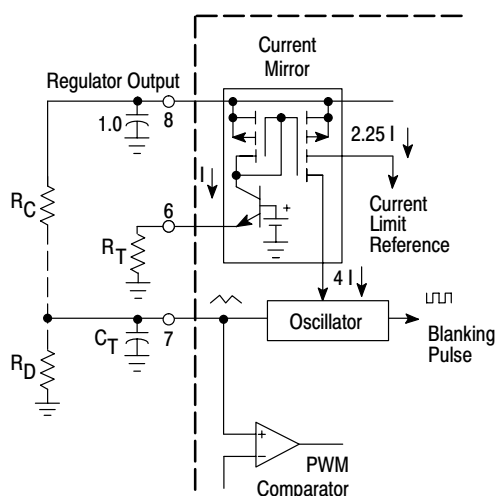 Current
Mirror
Regulator Output
1.0
8
2.25 I
I
6
+
Current
Limit
Reference
R_C
R_T
4 I
Oscillator
Blanking
Pulse
C_T
7
R_D
+
−
PWM
Comparator